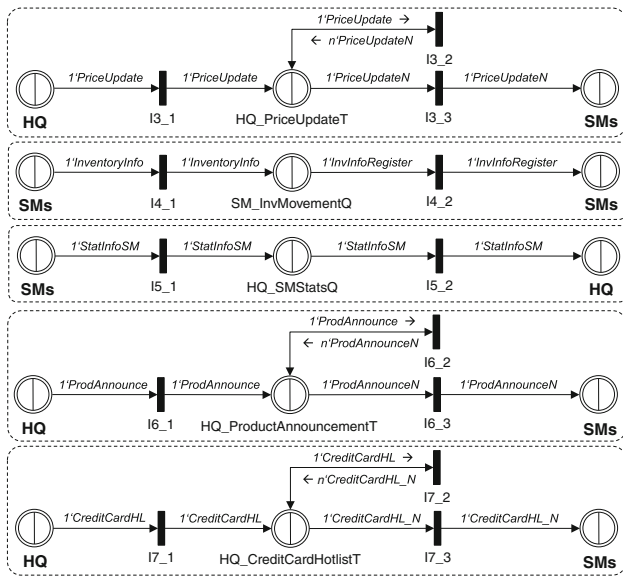 1‘PriceUpdate →
← n‘PriceUpdateN
I3_2
1‘PriceUpdate 1‘PriceUpdate 1‘PriceUpdateN 1‘PriceUpdateN
HQ I3_1 HQ_PriceUpdateT I3_3 SMs
1‘InventoryInfo 1‘InventoryInfo 1‘InvInfoRegister 1‘InvInfoRegister
SMs I4_1 SM_InvMovementQ I4_2 SMs
1‘StatInfoSM 1‘StatInfoSM 1‘StatInfoSM 1‘StatInfoSM
SMs I5_1 HQ_SMStatsQ I5_2 HQ
1‘ProdAnnounce →
← n‘ProdAnnounceN
I6_2
1‘ProdAnnounce 1‘ProdAnnounce 1‘ProdAnnounceN 1‘ProdAnnounceN
HQ I6_1 HQ_ProductAnnouncementT I6_3 SMs
1‘CreditCardHL →
← n‘CreditCardHL_N
I7_2
1‘CreditCardHL 1‘CreditCardHL 1‘CreditCardHL_N 1‘CreditCardHL_N
HQ I7_1 HQ_CreditCardHotlistT I7_3 SMs